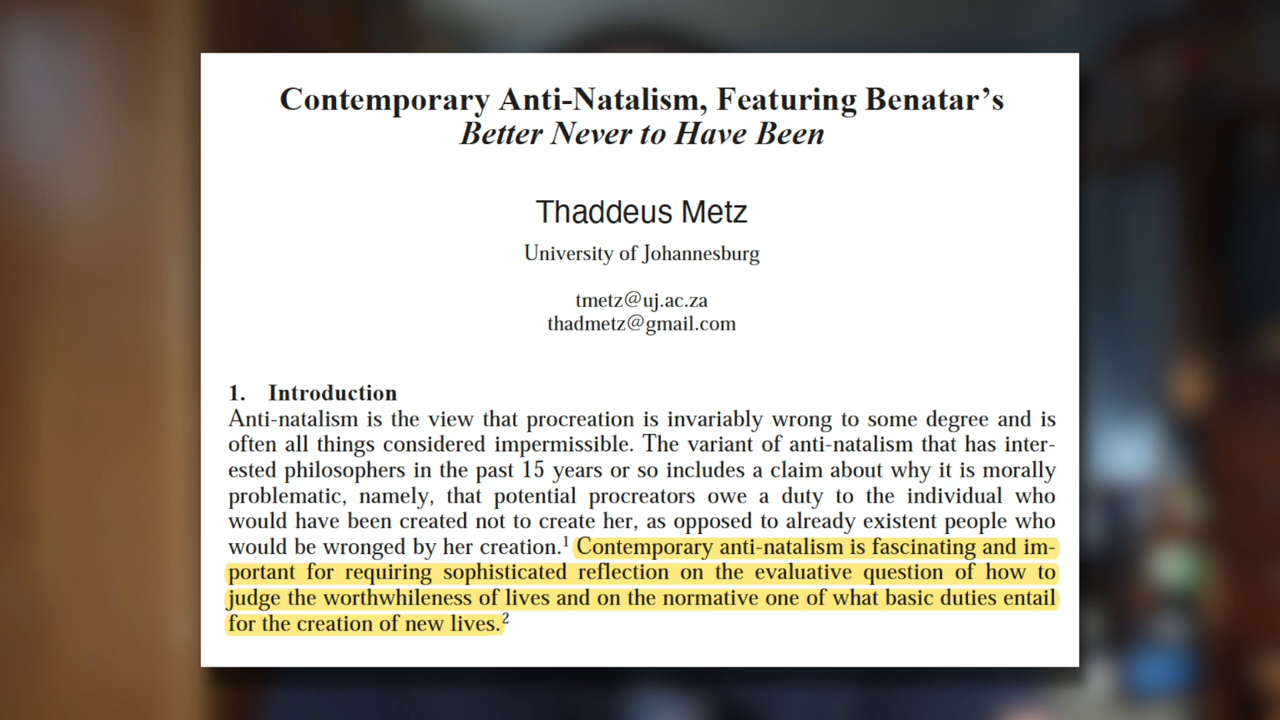 Contemporary Anti-Natalism, Featuring Benatar’s
Better Never to Have Been
Thaddeus Metz
University of Johannesburg
tmetz@uj.ac.za
thadmetz@gmail.com
1. Introduction
Anti-natalism is the view that procreation is invariably wrong to some degree and is
often all things considered impermissible. The variant of anti-natalism that has inter-
ested philosophers in the past 15 years or so includes a claim about why it is morally
problematic, namely, that potential procreators owe a duty to the individual who
would have been created not to create her, as opposed to already existent people who
would be wronged by her creation.1 Contemporary anti-natalism is fascinating and im-
portant for requiring sophisticated reflection on the evaluative question of how to
judge the worthwhileness of lives and on the normative one of what basic duties entail
for the creation of new lives.2